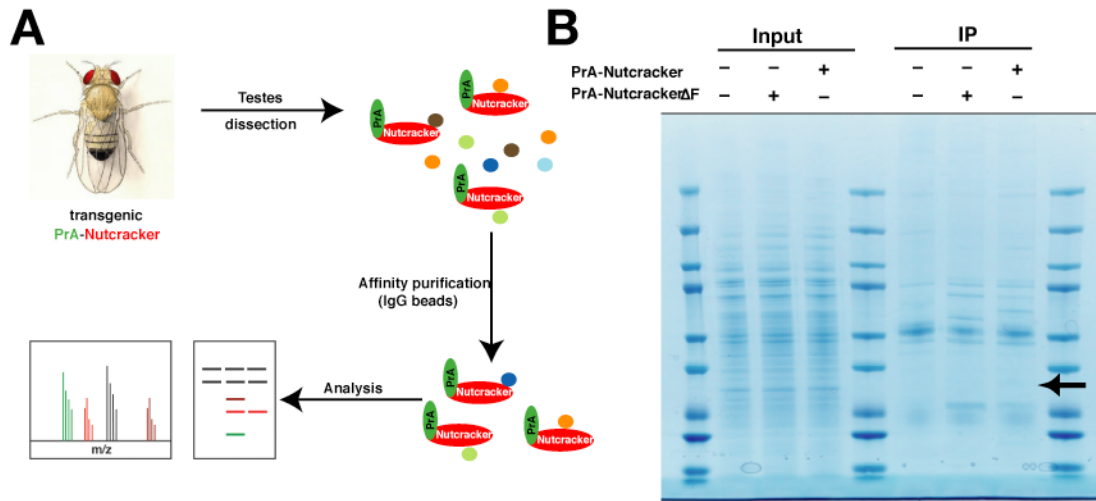 A
transgenic
PrA-Nutcracker
Testes
dissection
PrA
Nutcracker
PrA
Nutcracker
PrA
Nutcracker
Affinity purification
(IgG beads)
PrA
Nutcracker
PrA
Nutcracker
PrA
Nutcracker
Analysis
m/z
B
Input
IP
PrA-Nutcracker – – + – – +
PrA-NutcrackerΔF – + – – + –